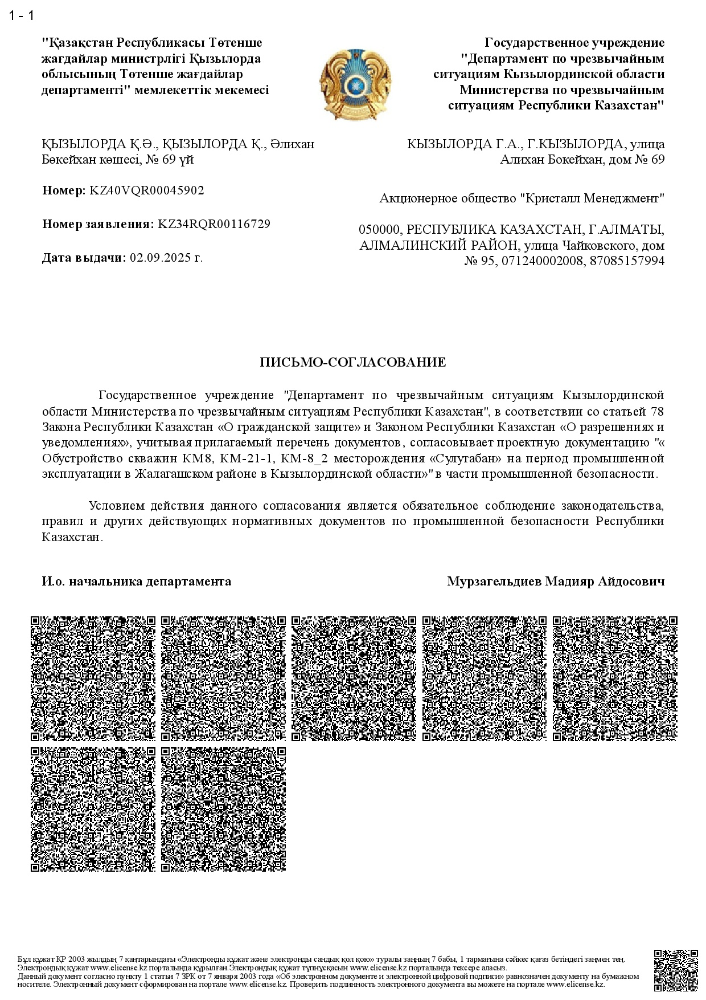 1 - 1
"Қазақстан Республикасы Төтенше
жағдайлар министрлігі Қызылорда
облысының Төтенше жағдайлар
департаменті" мемлекеттік мекемесі
Государственное учреждение
"Департамент по чрезвычайным
ситуациям Кызылординской области
Министерства по чрезвычайным
ситуациям Республики Казахстан"
ҚЫЗЫЛОРДА Қ.Ә., ҚЫЗЫЛОРДА Қ., Әлихан
Бөкейхан көшесі, № 69 үй
КЫЗЫЛОРДА Г.А., Г.КЫЗЫЛОРДА, улица
Алихан Бокейхан, дом № 69
Номер: KZ40VQR00045902
Номер заявления: KZ34RQR00116729
Дата выдачи: 02.09.2025 г.
Акционерное общество "Кристалл Менеджмент"
050000, РЕСПУБЛИКА КАЗАХСТАН, Г.АЛМАТЫ,
АЛМАЛИНСКИЙ РАЙОН, улица Чайковского, дом
№ 95, 071240002008, 87085157994
ПИСЬМО-СОГЛАСОВАНИЕ
Государственное учреждение "Департамент по чрезвычайным ситуациям Кызылординской
области Министерства по чрезвычайным ситуациям Республики Казахстан", в соответствии со статьей 78
Закона Республики Казахстан «О гражданской защите» и Законом Республики Казахстан «О разрешениях и
уведомлениях», учитывая прилагаемый перечень документов, согласовывает проектную документацию "«
Обустройство скважин КМ8, КМ-21-1, КМ-8_2 месторождения «Сулутабан» на период промышленной
эксплуатации в Жалагашском районе в Кызылординской области»" в части промышленной безопасности.
Условием действия данного согласования является обязательное соблюдение законодательства,
правил и других действующих нормативных документов по промышленной безопасности Республики
Казахстан.
И.о. начальника департамента
Мурзагельдиев Мадияр Айдосович
Бұл құжат ҚР 2003 жылдың 7 қаңтарындағы «Электронды құжат және электронды сандық қол қою» туралы заңның 7 бабы, 1 тармағына сәйкес қағаз бетіндегі заңмен тең.
Электрондық құжат www.elicense.kz порталында құрылған.Электрондық құжат түпнұсқасын www.elicense.kz порталында тексере аласыз.
Данный документ согласно пункту 1 статьи 7 ЗРК от 7 января 2003 года «Об электронном документе и электронной цифровой подписи» равнозначен документу на бумажном
носителе. Электронный документ сформирован на портале www.elicense.kz. Проверить подлинность электронного документа вы можете на портале www.elicense.kz.